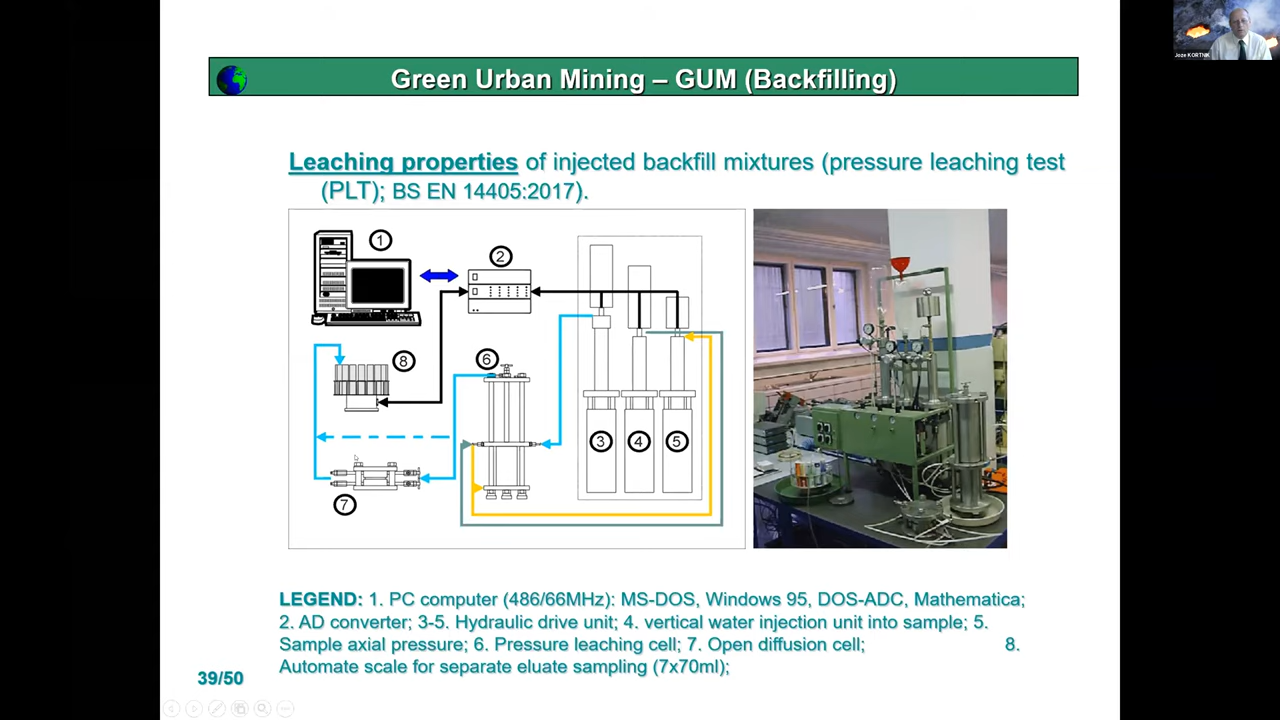 Joze KORTNIK
Green Urban Mining – GUM (Backfilling)
Leaching properties of injected backfill mixtures (pressure leaching test
(PLT); BS EN 14405:2017).
1
2
8
6
3
4
5
7
LEGEND: 1. PC computer (486/66MHz): MS-DOS, Windows 95, DOS-ADC, Mathematica;
2. AD converter; 3-5. Hydraulic drive unit; 4. vertical water injection unit into sample; 5.
Sample axial pressure; 6. Pressure leaching cell; 7. Open diffusion cell; 8.
Automate scale for separate eluate sampling (7x70ml);
39/50